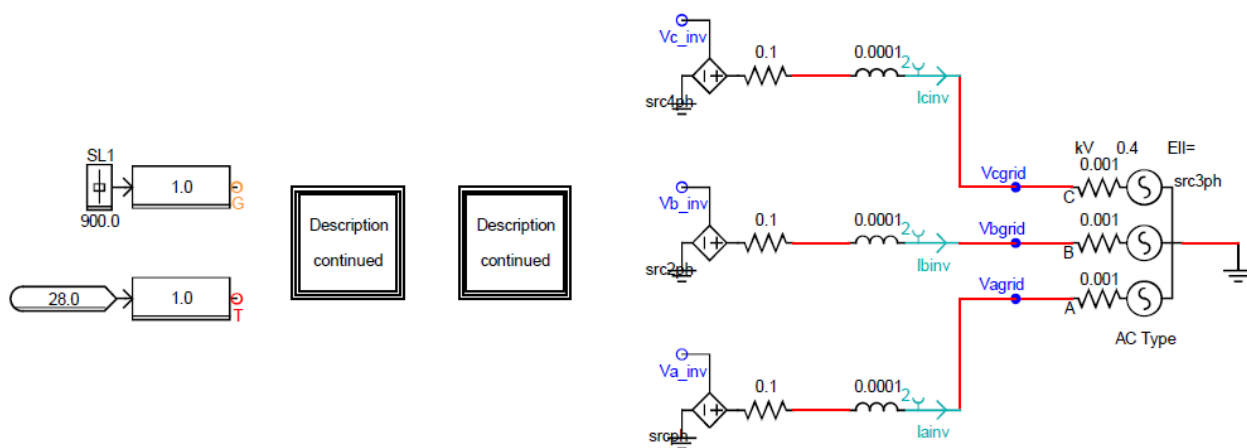 Vc_inv
0.1
0.0001
2
src4ph
Icinv
SL1
1.0
G
900.0
28.0
1.0
T
Description
continued
Description
continued
kV 0.4 Ell=
0.001
Vcgrid
C
src3ph
Vb_inv
0.1
0.0001
2
src2ph
Ibinv
Vbgrid
0.001
B
Vagrid
0.001
A
AC Type
Va_inv
0.1
0.0001
2
srcph
Iainv